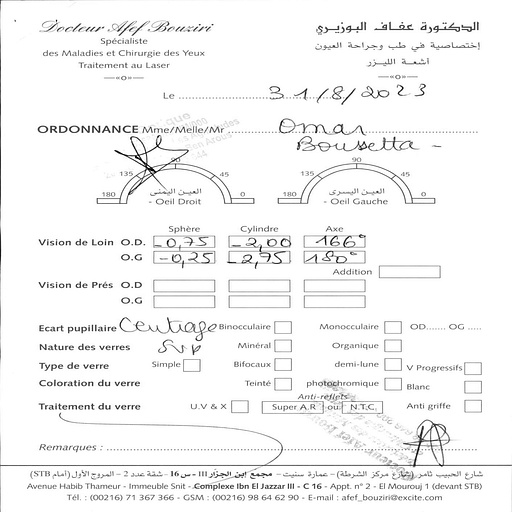 Docteur Afef Bouziri
Spécialiste
des Maladies et Chirurgie des Yeux
Traitement au Laser
—«o»—
الدكتورة عفاف البوزيري
إختصاصية في طب وجراحة العيون
أشعة الليزر
—«o»—
Le 31/8/2023
ORDONNANCE Mme/Melle/Mr Omar
Bousetta -
180 135 90 45 0
العين اليمنى
- Oeil Droit
180 135 90 45 0
العين اليسرى
- Oeil Gauche
Sphère Cylindre Axe
Vision de Loin O.D. -0,75 -2,00 166°
O.G -0,25 -2,75 180°
Addition
Vision de Prés O.D
O.G
Ecart pupillaire Centrage Binocculaire Monocculaire OD....... OG .....
Nature des verres SVP Minéral Organique
Type de verre Simple Bifocaux demi-lune V Progressifs
Coloration du verre Teinté photochromique Blanc
Anti-reflets
Traitement du verre U.V & X Super A.R ou N.T.C. Anti griffe
Remarques :
شارع الحبيب ثامر (شارع مركز الشرطة) - عمارة سنيت - مجمع إبن الجزار III - س 16 - شقة عدد 2 - المروج الأول (أمام STB)
Avenue Habib Thameur - Immeuble Snit - Complexe Ibn El Jazzar III - C 16 - Appt. n° 2 - El Mourouj 1 (devant STB)
Tél. : (00216) 71 367 366 - GSM : (00216) 98 64 62 90 - E-mail : afef_bouziri@excite.com